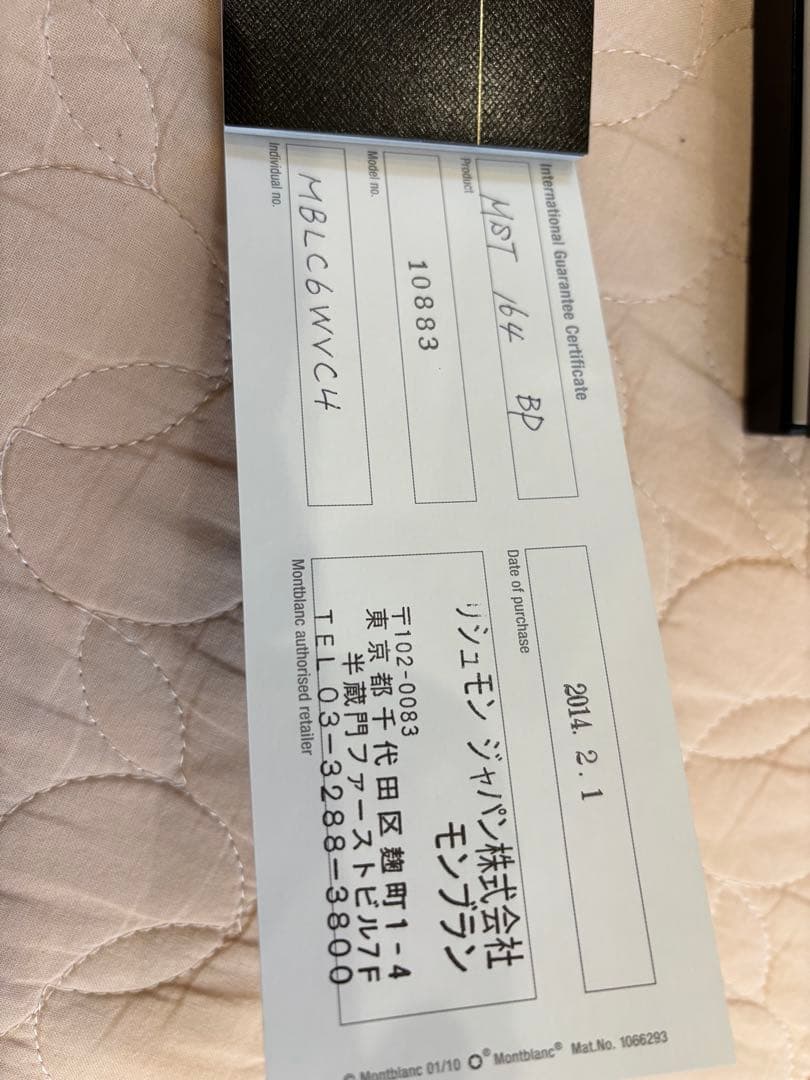 International Guarantee Certificate
MST 164 BP
Product
10883
Model no.
MBLC6WVC4
Individual no.
2014. 2. 1
Date of purchase
リシュモン ジャパン株式会社
モンブラン
〒102-0083
東京都千代田区麹町1-4
半蔵門ファーストビル7F
TEL03-3288-3800
Montblanc authorised retailer
© Montblanc 01/10 ® Montblanc® Mat.No. 1066293